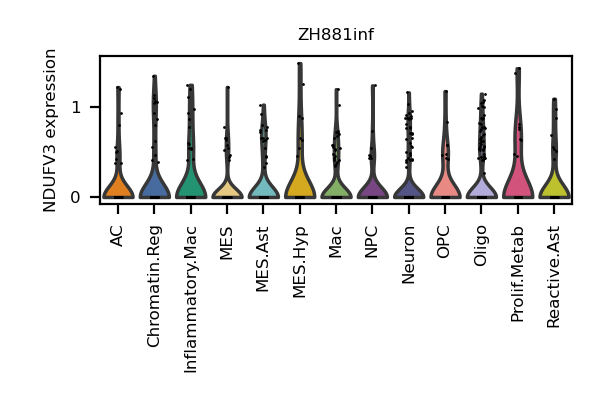 ZH881inf
NDUFV3 expression
1
0
AC
Chromatin.Reg
Inflammatory.Mac
MES
MES.Ast
MES.Hyp
Mac
NPC
Neuron
OPC
Oligo
Prolif.Metab
Reactive.Ast